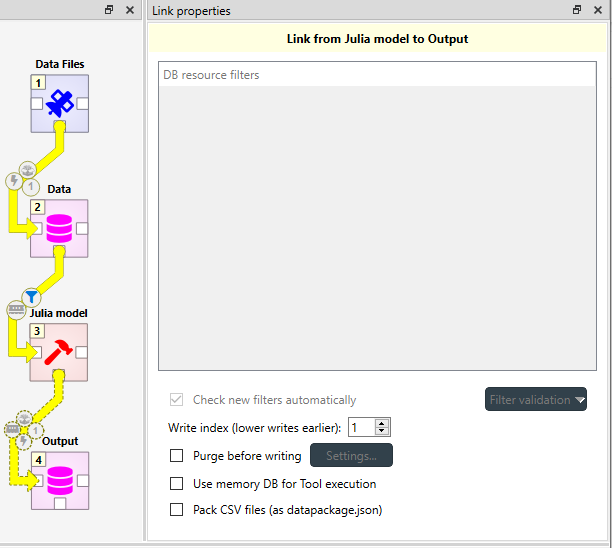 Link properties
Link from Julia model to Output
Data Files
1
1
Data
2
Julia model
3
1
Output
4
DB resource filters
Check new filters automatically
Filter validation
Write index (lower writes earlier):
1
Purge before writing
Settings...
Use memory DB for Tool execution
Pack CSV files (as datapackage.json)